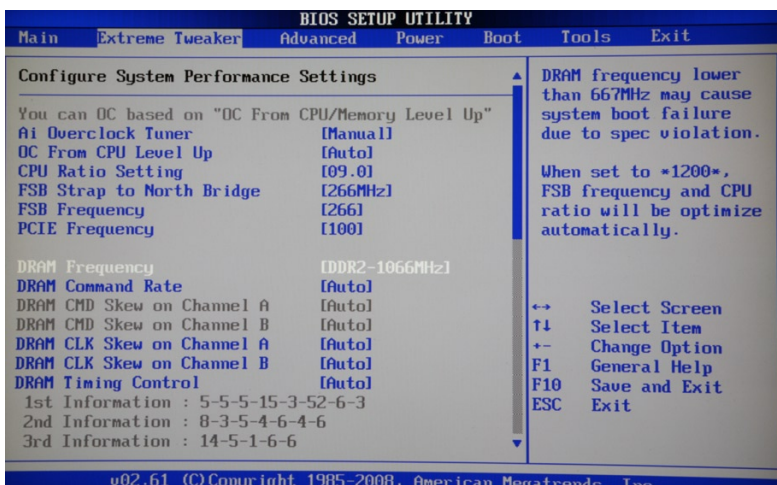 BIOS SETUP UTILITY
Main Extreme Tweaker Advanced Power Boot Tools Exit
Configure System Performance Settings
You can OC based on "OC From CPU/Memory Level Up"
Ai Overclock Tuner [Manual]
OC From CPU Level Up [Auto]
CPU Ratio Setting [09.0]
FSB Strap to North Bridge [266MHz]
FSB Frequency [266]
PCIE Frequency [100]
DRAM Frequency [DDR2-1066MHz]
DRAM Command Rate [Auto]
DRAM CMD Skew on Channel A [Auto]
DRAM CMD Skew on Channel B [Auto]
DRAM CLK Skew on Channel A [Auto]
DRAM CLK Skew on Channel B [Auto]
DRAM Timing Control [Auto]
1st Information : 5-5-5-15-3-52-6-3
2nd Information : 8-3-5-4-6-4-6
3rd Information : 14-5-1-6-6
DRAM frequency lower
than 667MHz may cause
system boot failure
due to spec violation.
When set to *1200*,
FSB frequency and CPU
ratio will be optimize
automatically.
↔ Select Screen
↑↓ Select Item
+- Change Option
F1 General Help
F10 Save and Exit
ESC Exit
v02.61 (C)Copyright 1985-2008, American Megatrends, Inc.